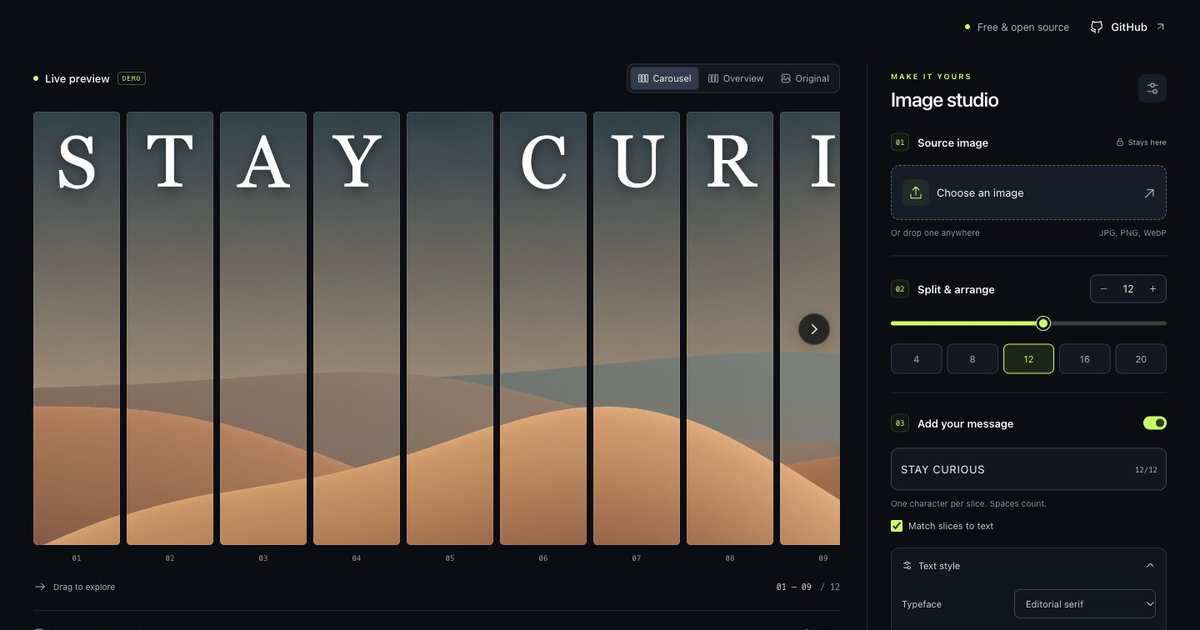 Free & open source
GitHub
Live preview
DEMO
Carousel
Overview
Original
S T A Y C U R I
01 02 03 04 05 06 07 08 09
Drag to explore
01 — 09 / 12
MAKE IT YOURS
Image studio
01 Source image
Stays here
Choose an image
Or drop one anywhere
JPG, PNG, WebP
02 Split & arrange
− 12 +
4 8 12 16 20
03 Add your message
STAY CURIOUS
12/12
One character per slice. Spaces count.
Match slices to text
Text style
Typeface
Editorial serif